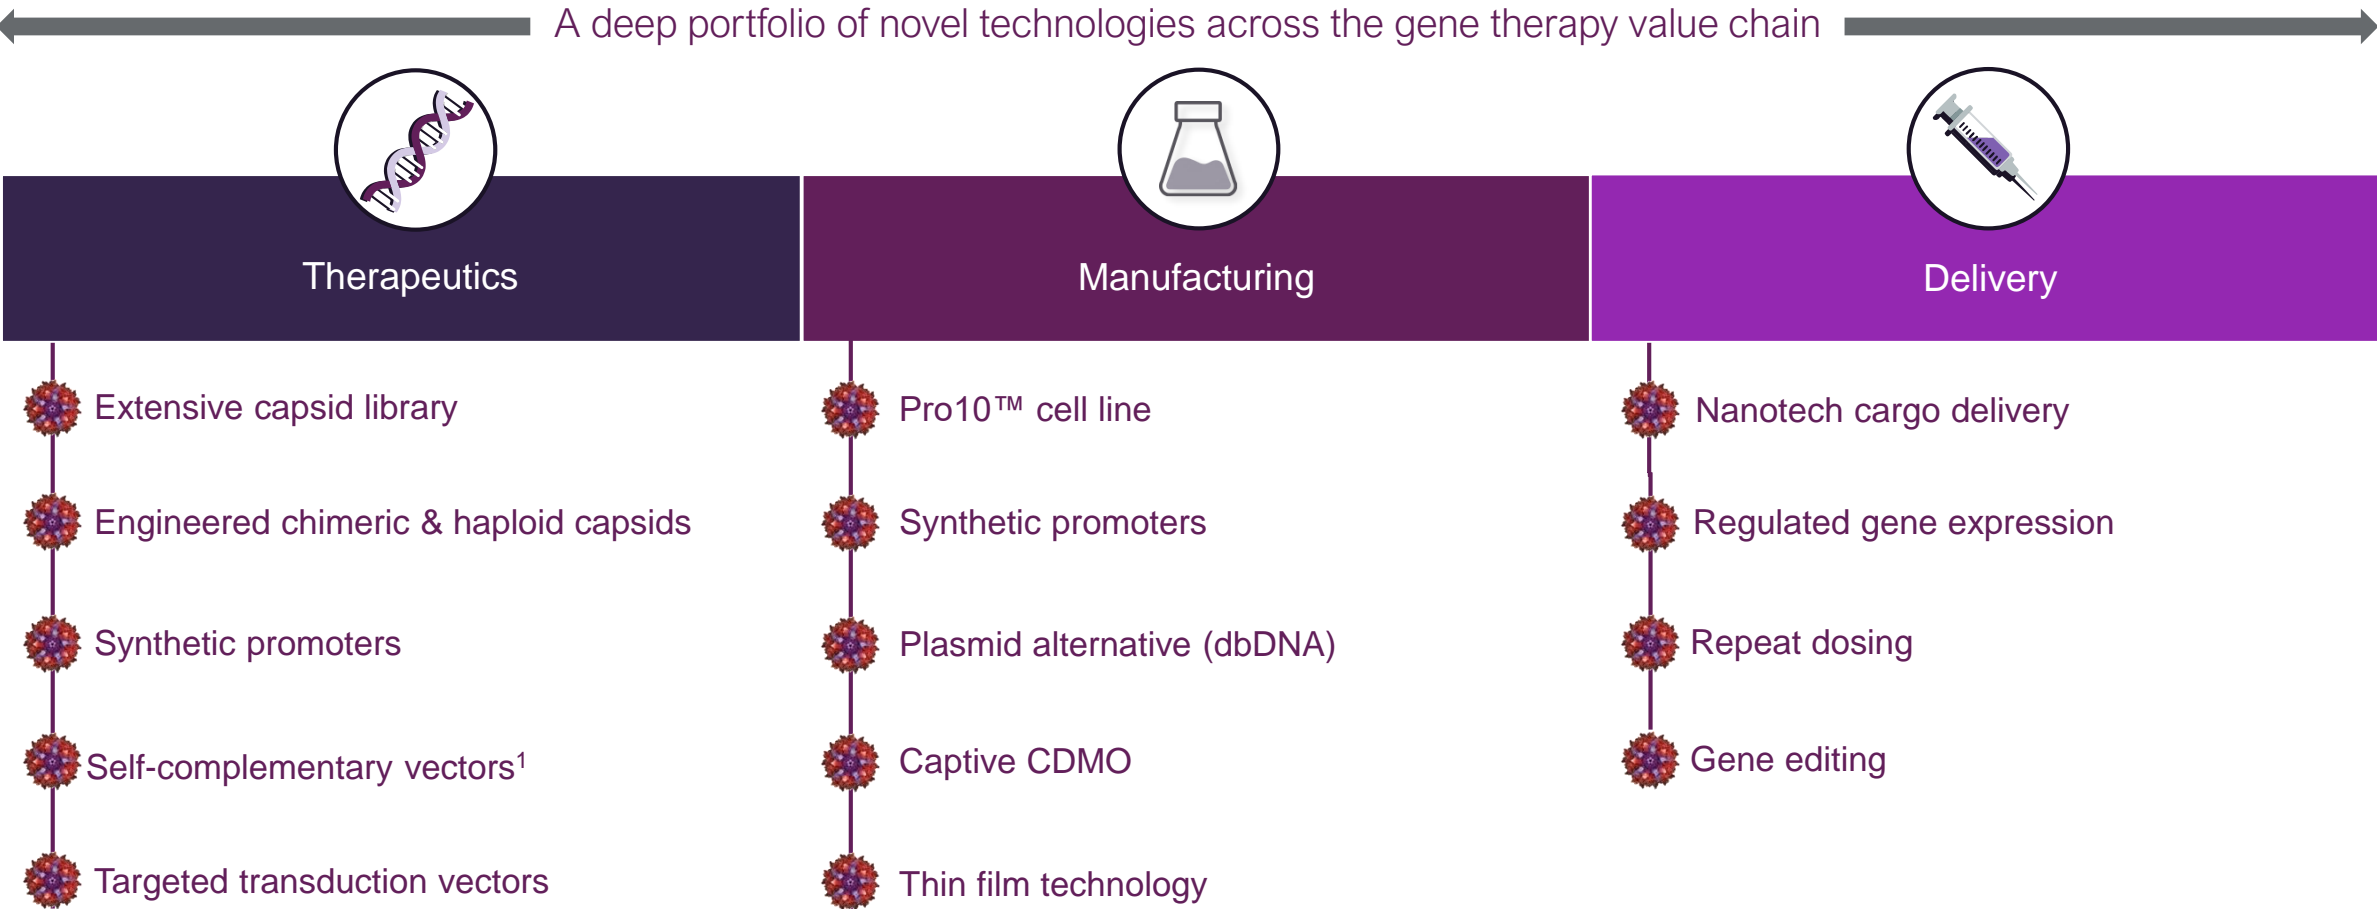 A deep portfolio of novel technologies across the gene therapy value chain
Therapeutics
Extensive capsid library
Engineered chimeric & haploid capsids
Synthetic promoters
Self-complementary vectors¹
Targeted transduction vectors
Manufacturing
Pro10™ cell line
Synthetic promoters
Plasmid alternative (dbDNA)
Captive CDMO
Thin film technology
Delivery
Nanotech cargo delivery
Regulated gene expression
Repeat dosing
Gene editing